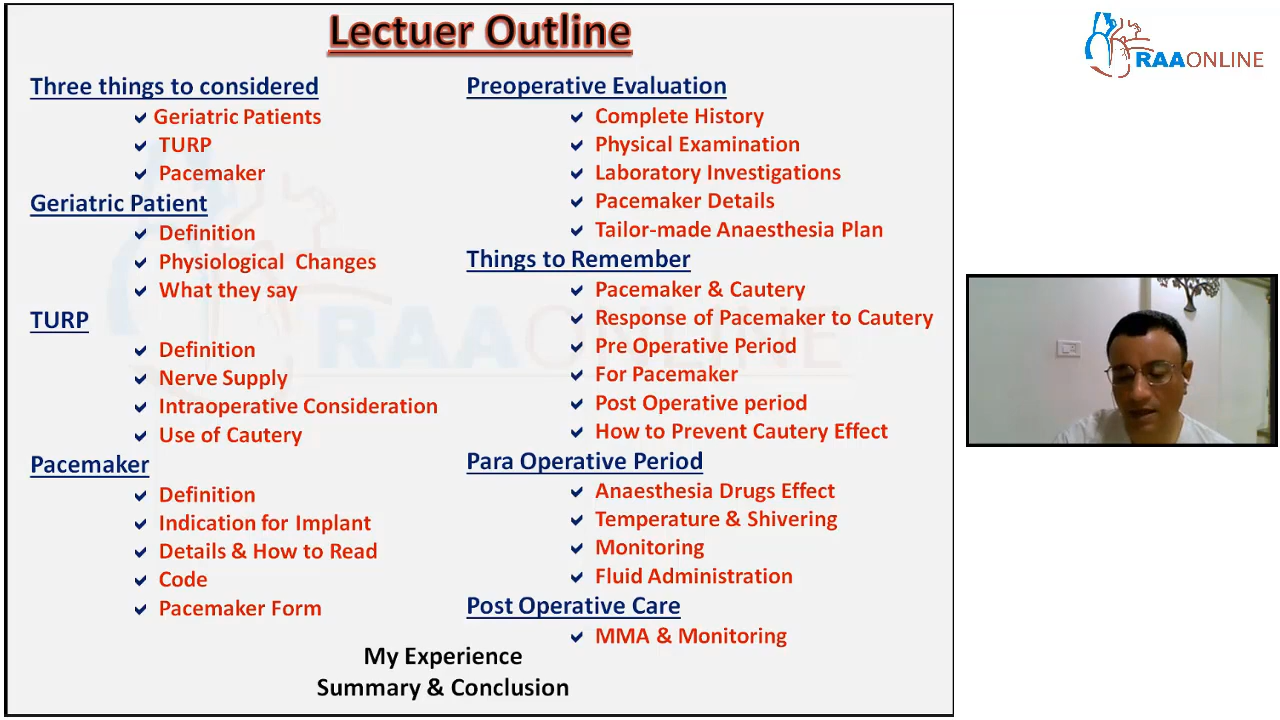 Lectuer Outline
Three things to considered
Geriatric Patients
TURP
Pacemaker
Geriatric Patient
Definition
Physiological Changes
What they say
TURP
Definition
Nerve Supply
Intraoperative Consideration
Use of Cautery
Pacemaker
Definition
Indication for Implant
Details & How to Read
Code
Pacemaker Form
Preoperative Evaluation
Complete History
Physical Examination
Laboratory Investigations
Pacemaker Details
Tailor-made Anaesthesia Plan
Things to Remember
Pacemaker & Cautery
Response of Pacemaker to Cautery
Pre Operative Period
For Pacemaker
Post Operative period
How to Prevent Cautery Effect
Para Operative Period
Anaesthesia Drugs Effect
Temperature & Shivering
Monitoring
Fluid Administration
Post Operative Care
MMA & Monitoring
My Experience
Summary & Conclusion
RAAONLINE
RAAONLINE